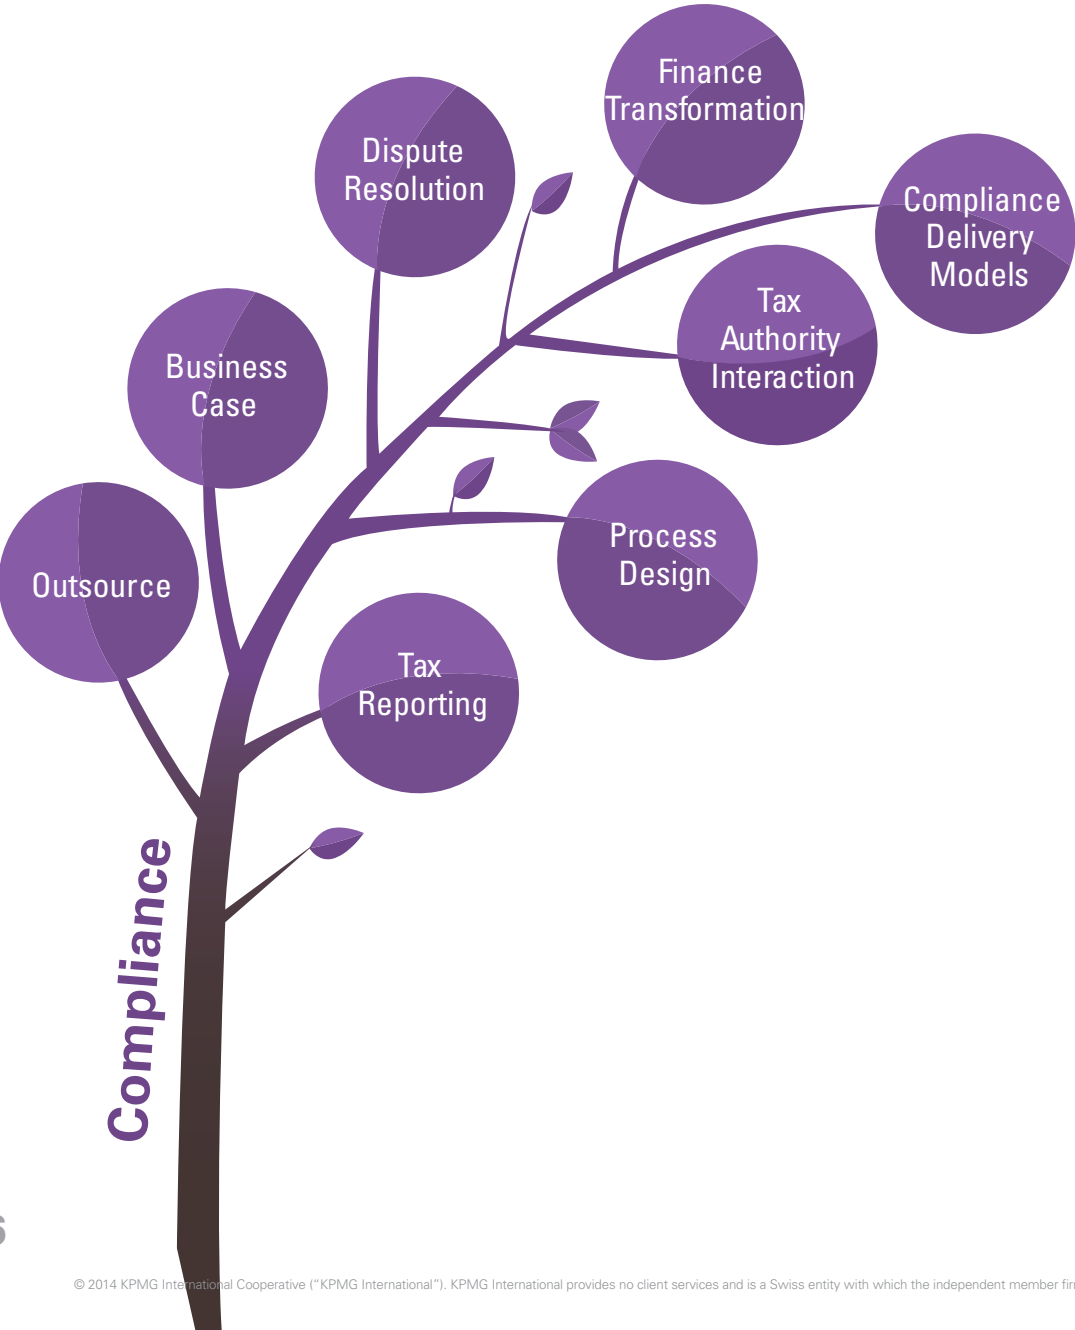 Finance
Transformation
Dispute
Resolution
Compliance
Delivery
Models
Tax
Authority
Interaction
Business
Case
Process
Design
Outsource
Tax
Reporting
Compliance
© 2014 KPMG International Cooperative (“KPMG International”). KPMG International provides no client services and is a Swiss entity with which the independent member